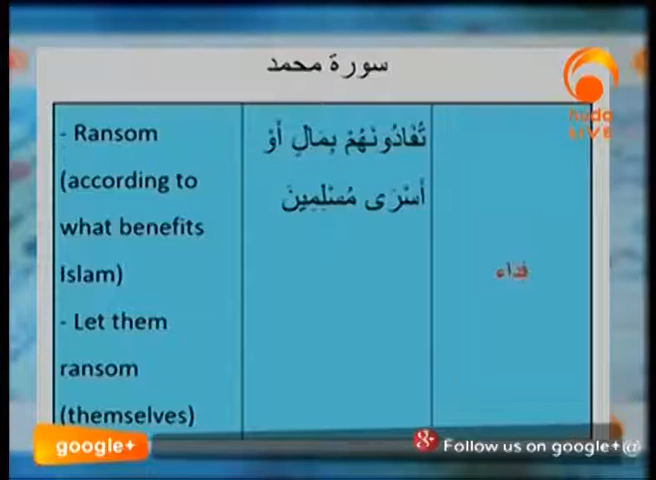 سورة محمد
huda
LIVE
- Ransom
(according to
what benefits
Islam)
- Let them
ransom
(themselves)
تُفَادُونَهُمْ بِمَالٍ أَوْ
أَسْرَى مُسْلِمِينَ
فداء
google+
Follow us on google+@